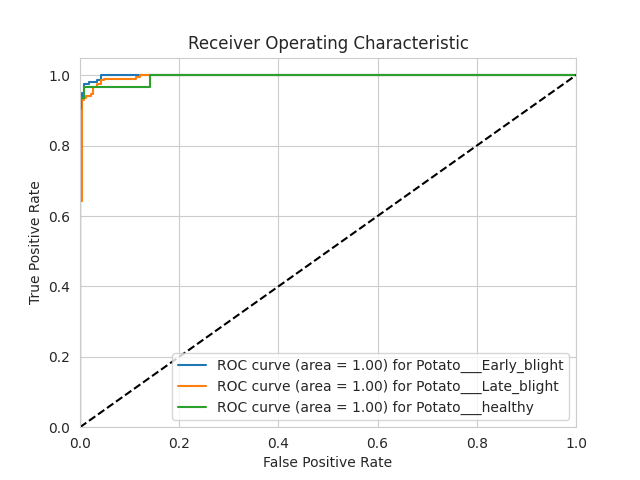 Receiver Operating Characteristic
1.0
0.8
0.6
0.4
0.2
0.0
True Positive Rate
ROC curve (area = 1.00) for Potato___Early_blight
ROC curve (area = 1.00) for Potato___Late_blight
ROC curve (area = 1.00) for Potato___healthy
0.0 0.2 0.4 0.6 0.8 1.0
False Positive Rate